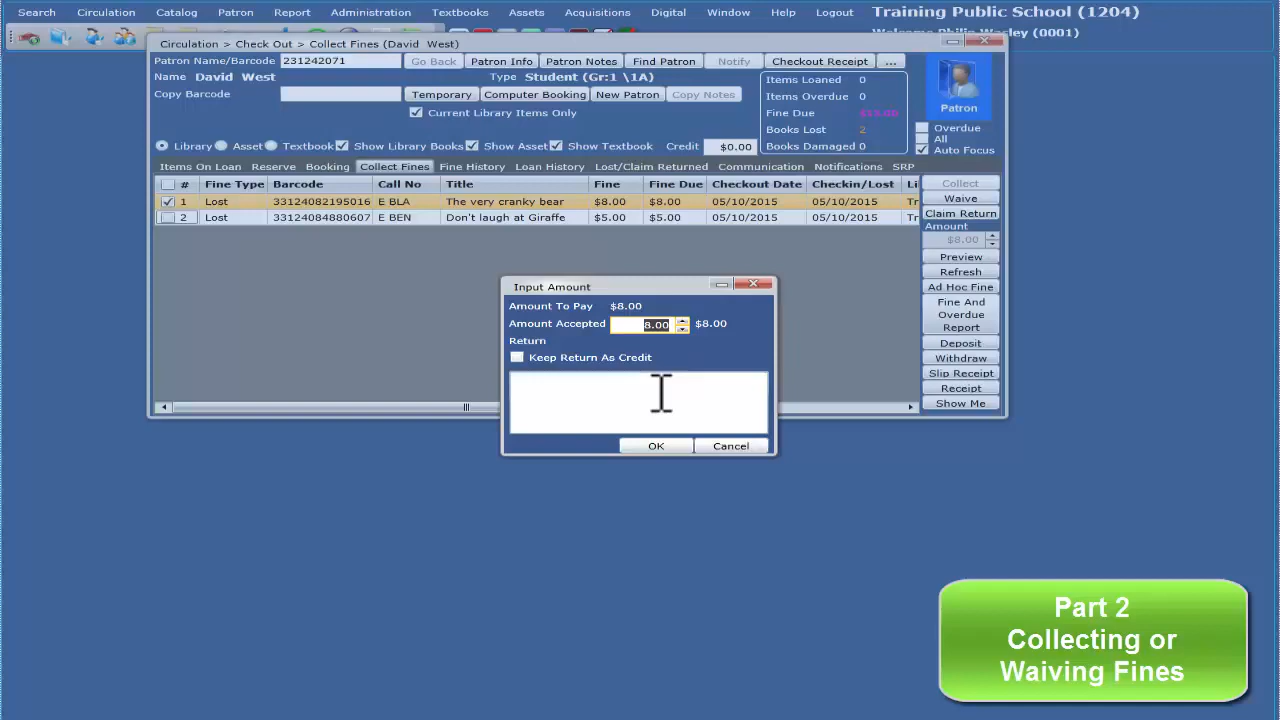 Search Circulation Catalog Patron Report Administration Textbooks Assets Acquisitions Digital Window Help Logout Training Public School (1204)
Philip (0001)
Circulation > Check Out > Collect Fines (David West)
Patron Name/Barcode 231242071 Go Back Patron Info Patron Notes Find Patron Notify Checkout Receipt ...
Name David West Type Student (Gr:1 \1A) Items Loaned 0
Copy Barcode Temporary Computer Booking New Patron Copy Notes Items Overdue 0 Patron
Current Library Items Only Fine Due $13.00
Books Lost 2 Overdue
All
Library Asset Textbook Show Library Books Show Asset Show Textbook Credit $0.00 Books Damaged 0 Auto Focus
Items On Loan Reserve Booking Collect Fines Fine History Loan History Lost/Claim Returned Communication Notifications SRP
# Fine Type Barcode Call No Title Fine Fine Due Checkout Date Checkin/Lost Li Collect
1 Lost 33124082195016 E BLA The very cranky bear $8.00 $8.00 05/10/2015 05/10/2015 Tr Waive
2 Lost 33124084880607 E BEN Don't laugh at Giraffe $5.00 $5.00 05/10/2015 05/10/2015 Tr Claim Return
Amount
$8.00
Preview
Refresh
Ad Hoc Fine
Fine And
Overdue
Report
Deposit
Withdraw
Slip Receipt
Receipt
Show Me
Input Amount
Amount To Pay $8.00
Amount Accepted 8.00 $8.00
Return
Keep Return As Credit
OK Cancel
Part 2
Collecting or
Waiving Fines